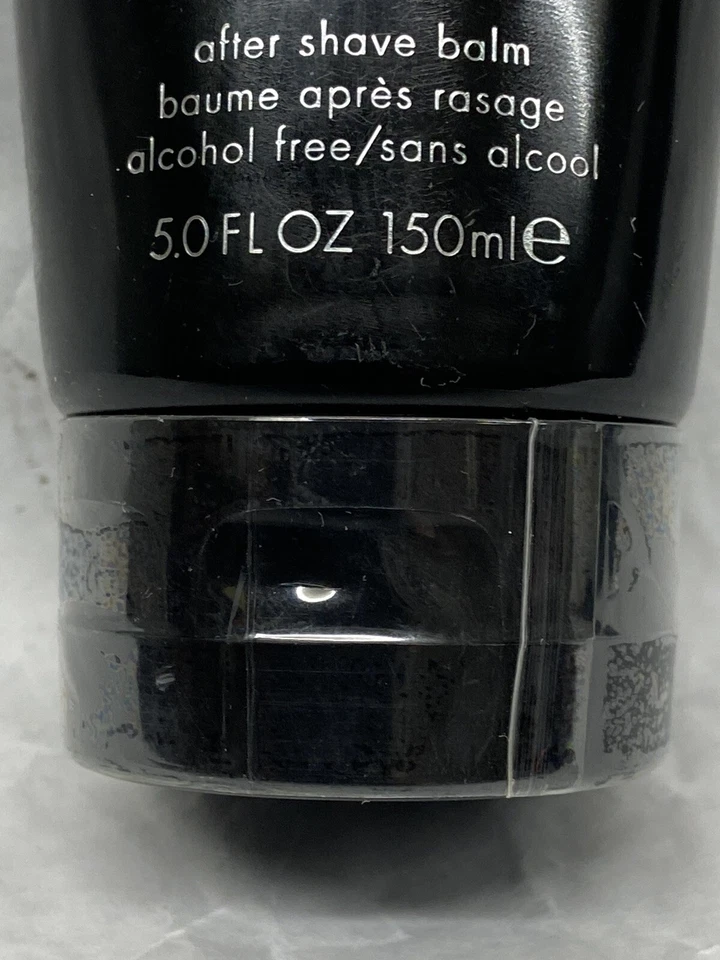 after shave balm
baume après rasage
alcohol free/sans alcool
5.0 FL OZ 150ml℮